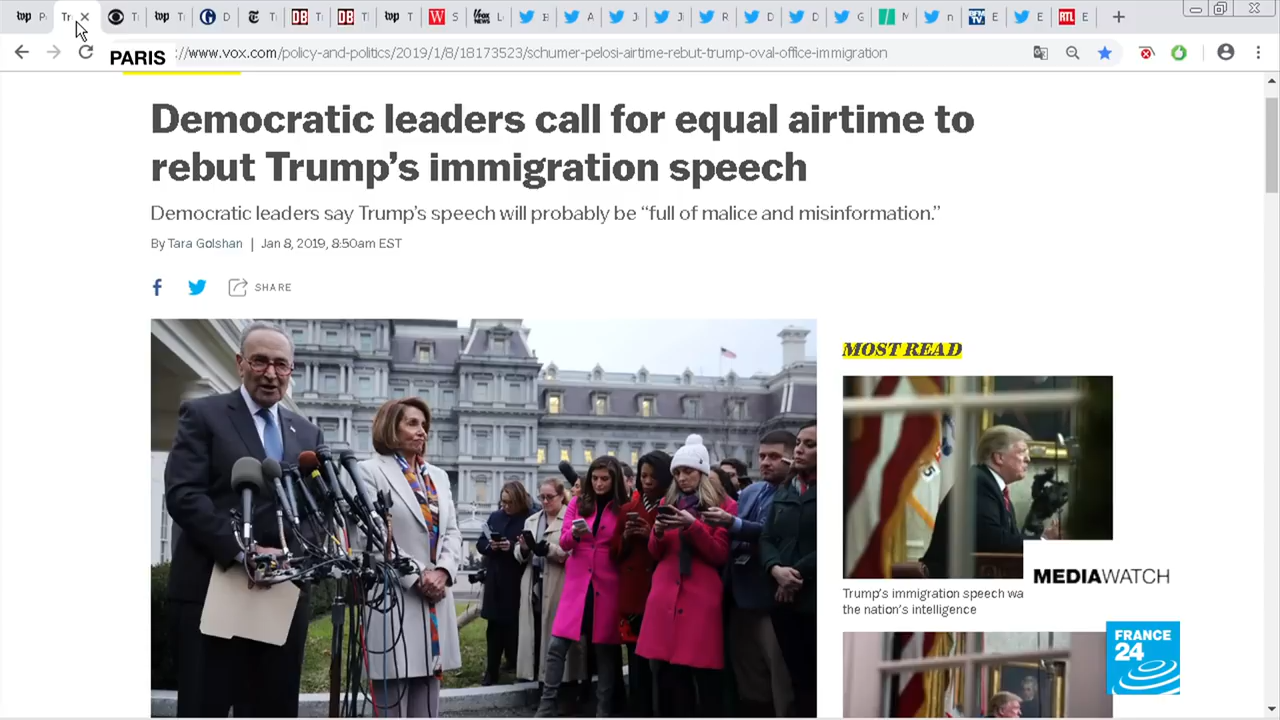 PARIS
://www.vox.com/policy-and-politics/2019/1/8/18173523/schumer-pelosi-airtime-rebut-trump-oval-office-immigration
Democratic leaders call for equal airtime to
rebut Trump's immigration speech
Democratic leaders say Trump's speech will probably be “full of malice and misinformation.”
By Tara Golshan | Jan 8, 2019, 8:50am EST
SHARE
MOST READ
MEDIAWATCH
Trump's immigration speech wa
the nation's intelligence
FRANCE
24